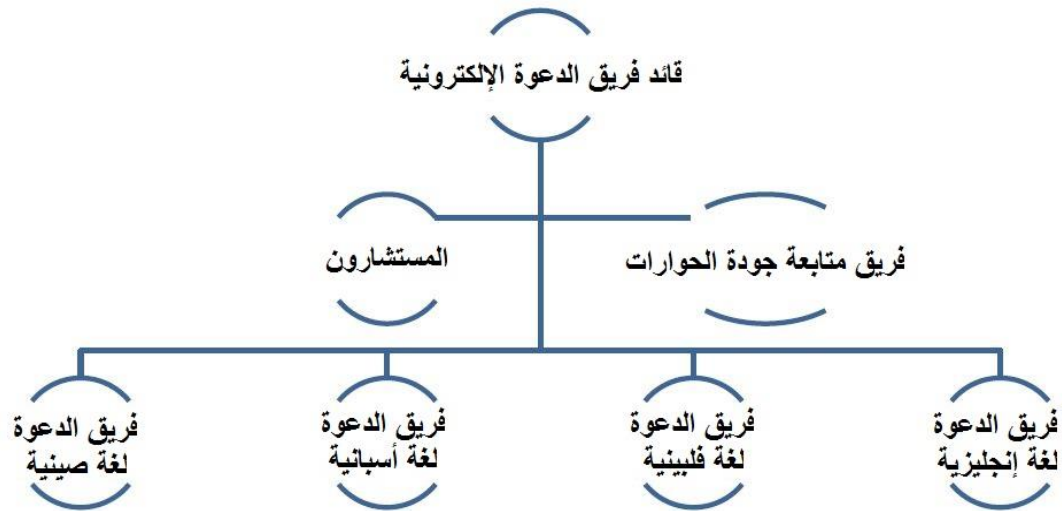 قائد فريق الدعوة الإلكترونية
فريق متابعة جودة الحوارات
المستشارون
فريق الدعوة
لغة إنجليزية
فريق الدعوة
لغة فلبينية
فريق الدعوة
لغة أسبانية
فريق الدعوة
لغة صينية